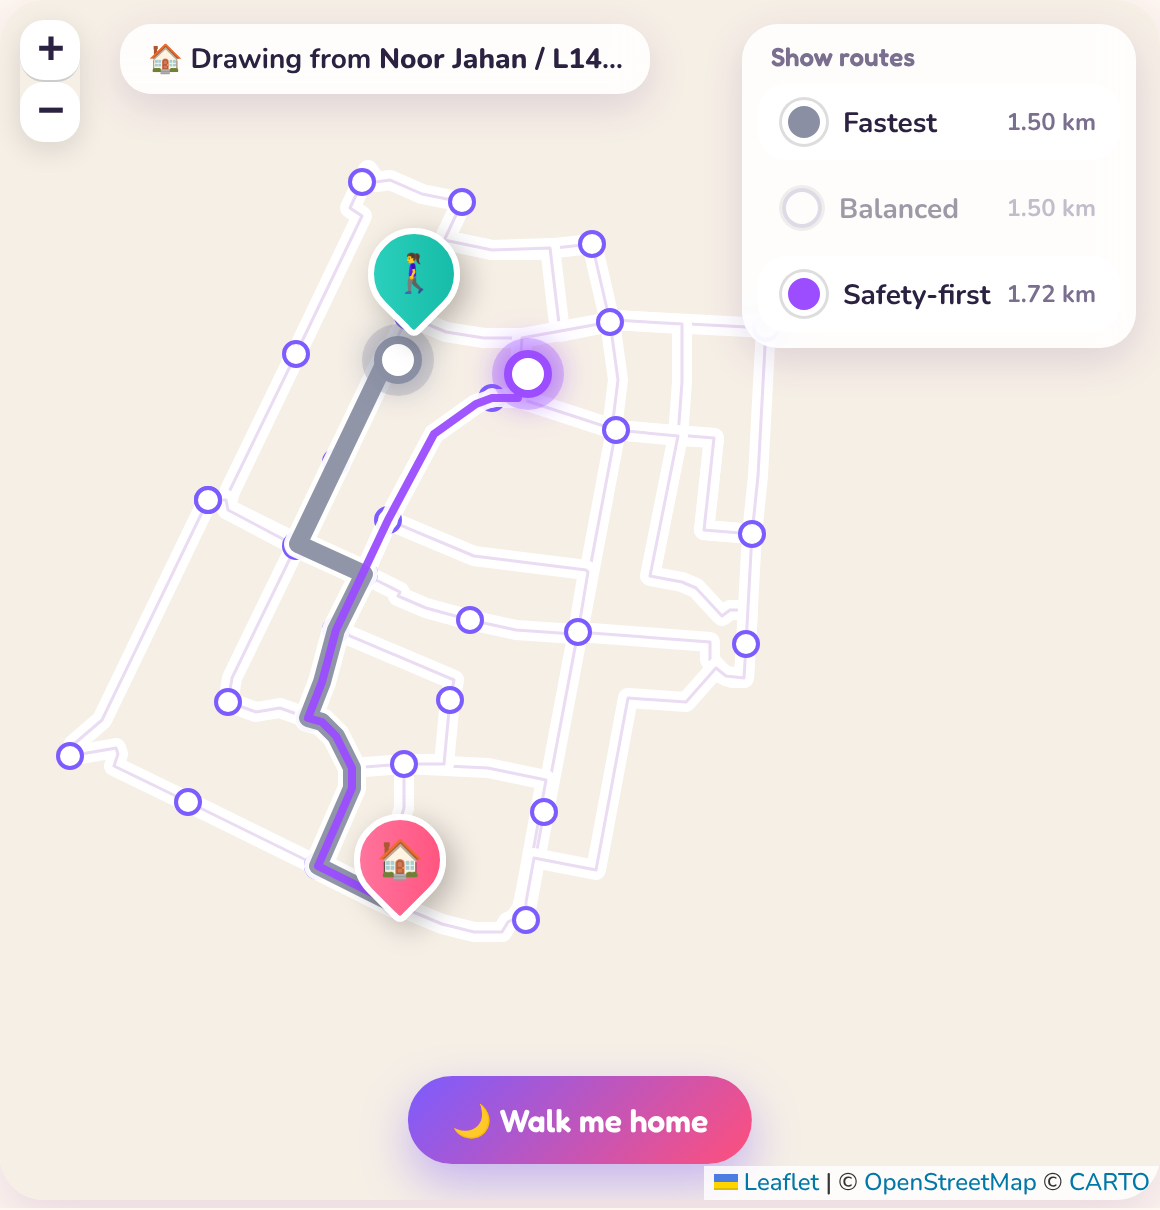 +
−
🏠 Drawing from Noor Jahan / L14...
Show routes
Fastest 1.50 km
Balanced 1.50 km
Safety-first 1.72 km
🌙 Walk me home
Leaflet | © OpenStreetMap © CARTO